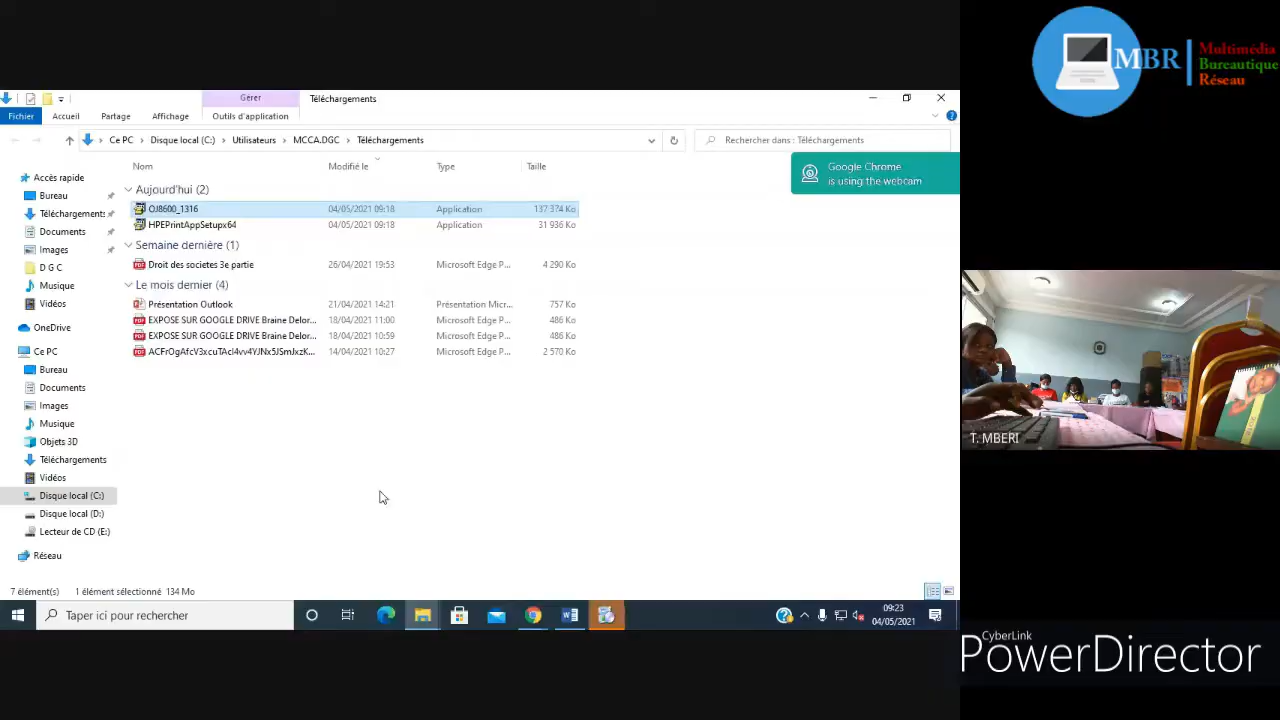 MBR
Multimédia
Bureautique
Réseau
Gérer
Téléchargements
Fichier
Accueil
Partage
Affichage
Outils d'application
Ce PC > Disque local (C:) > Utilisateurs > MCCA.DGC > Téléchargements
Rechercher dans : Téléchargements
Nom
Modifié le
Type
Taille
Google Chrome
is using the webcam
Aujourd'hui (2)
OJ8600_1316 04/05/2021 09:18 Application 137 374 Ko
HPEPrintAppSetupx64 04/05/2021 09:18 Application 31 936 Ko
Semaine dernière (1)
Droit des societes 3e partie 26/04/2021 19:53 Microsoft Edge P... 4 290 Ko
Le mois dernier (4)
Présentation Outlook 21/04/2021 14:21 Présentation Micr... 757 Ko
EXPOSE SUR GOOGLE DRIVE Braine Delor... 18/04/2021 11:00 Microsoft Edge P... 486 Ko
EXPOSE SUR GOOGLE DRIVE Braine Delor... 18/04/2021 10:59 Microsoft Edge P... 486 Ko
14/04/2021 10:27 Microsoft Edge P... 2 570 Ko
Accès rapide
Bureau
Téléchargements
Documents
Images
D G C
Musique
Vidéos
OneDrive
Ce PC
Bureau
Documents
Images
Musique
Objets 3D
Téléchargements
Vidéos
Disque local (C:)
Disque local (D:)
Lecteur de CD (E:)
Réseau
7 élément(s) 1 élément sélectionné 134 Mo
Taper ici pour rechercher
09:23
04/05/2021
T. MBERI
CyberLink
PowerDirector